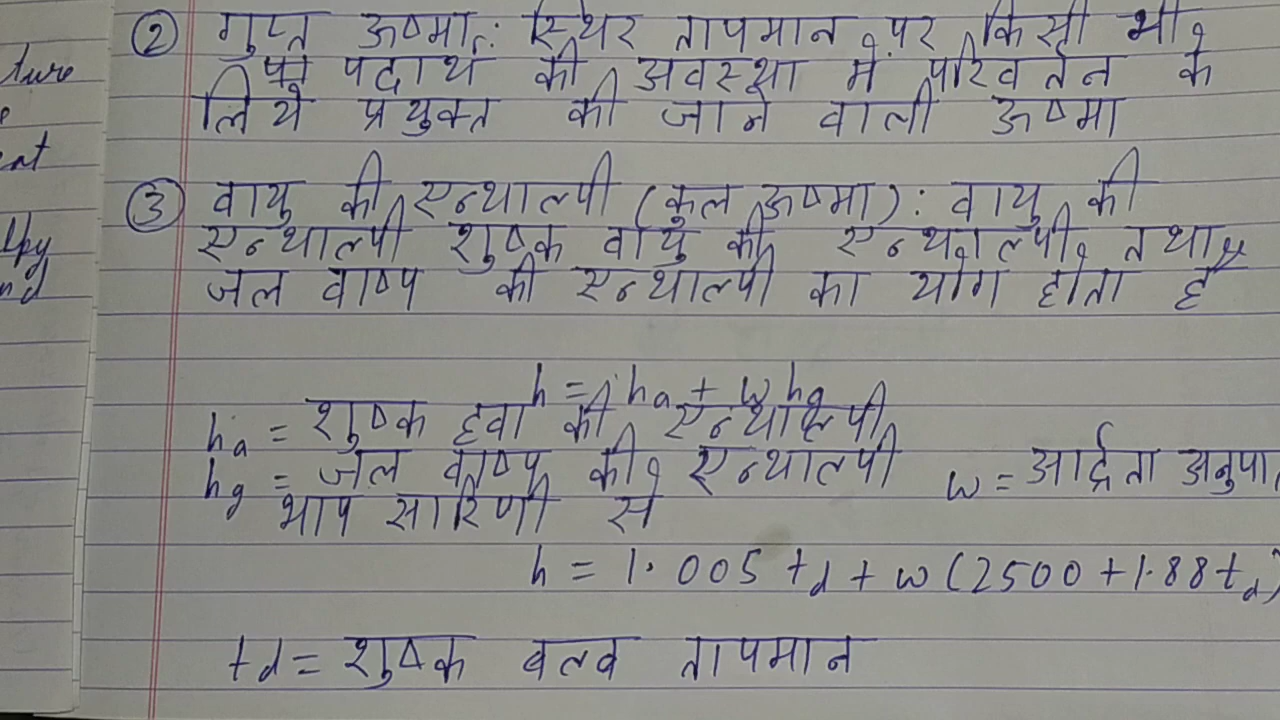 ture
② गुप्त ऊष्मा: स्थिर तापमान पर किसी भी
पदार्थ की अवस्था में परिवर्तन के
लिये प्रयुक्त की जाने वाली ऊष्मा
③ वायु की एन्थाल्पी (कुल ऊष्मा): वायु की
एन्थाल्पी शुष्क वायु की एन्थाल्पी तथा
जल वाष्प की एन्थाल्पी का योग होता है
h = ha + w hg
ha = शुष्क हवा की एन्थाल्पी
hg = जल वाष्प की एन्थाल्पी w = आर्द्रता अनुपा
भाप सारिणी से
h = 1.005 td + w (2500 + 1.88 td)
td = शुष्क वल्व तापमान